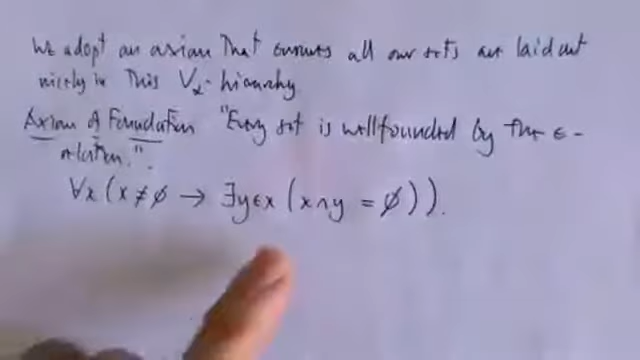 We adopt an axiom that ensures all our sets are laid out
nicely in this Vα-hierarchy
Axiom of Foundation "Every set is wellfounded by the ∈-
relation."
∀x(x≠∅ → ∃y∈x (x∩y = ∅)).